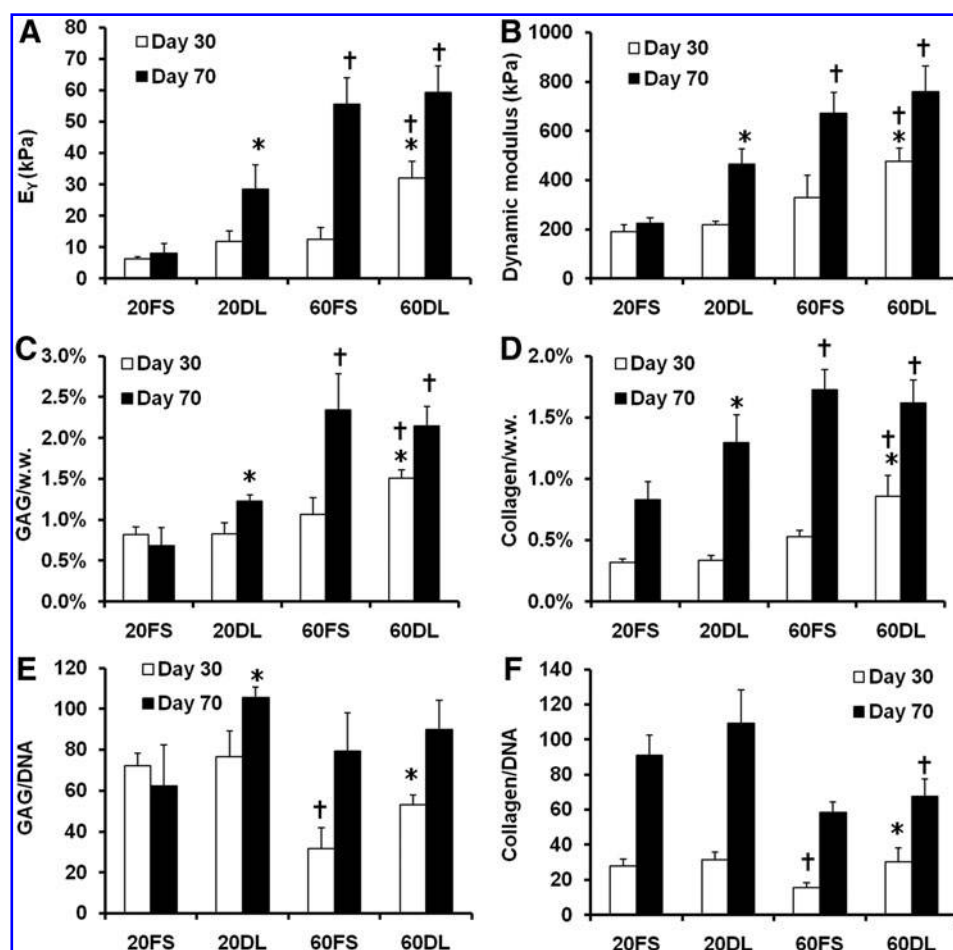 A
80
70
60
50
40
30
20
10
0
E_Y (kPa)
Day 30
Day 70
*
†
†
*
†
20FS
20DL
60FS
60DL
B
1000
800
600
400
200
0
Dynamic modulus (kPa)
Day 30
Day 70
*
†
†
*
†
20FS
20DL
60FS
60DL
C
3.0%
2.5%
2.0%
1.5%
1.0%
0.5%
0.0%
GAG/w.w.
Day 30
Day 70
*
†
†
*
†
20FS
20DL
60FS
60DL
D
2.0%
1.5%
1.0%
0.5%
0.0%
Collagen/w.w.
Day 30
Day 70
*
†
†
*
†
20FS
20DL
60FS
60DL
E
120
100
80
60
40
20
0
GAG/DNA
Day 30
Day 70
*
†
*
20FS
20DL
60FS
60DL
F
140
120
100
80
60
40
20
0
Collagen/DNA
Day 30
Day 70
†
*
†
20FS
20DL
60FS
60DL